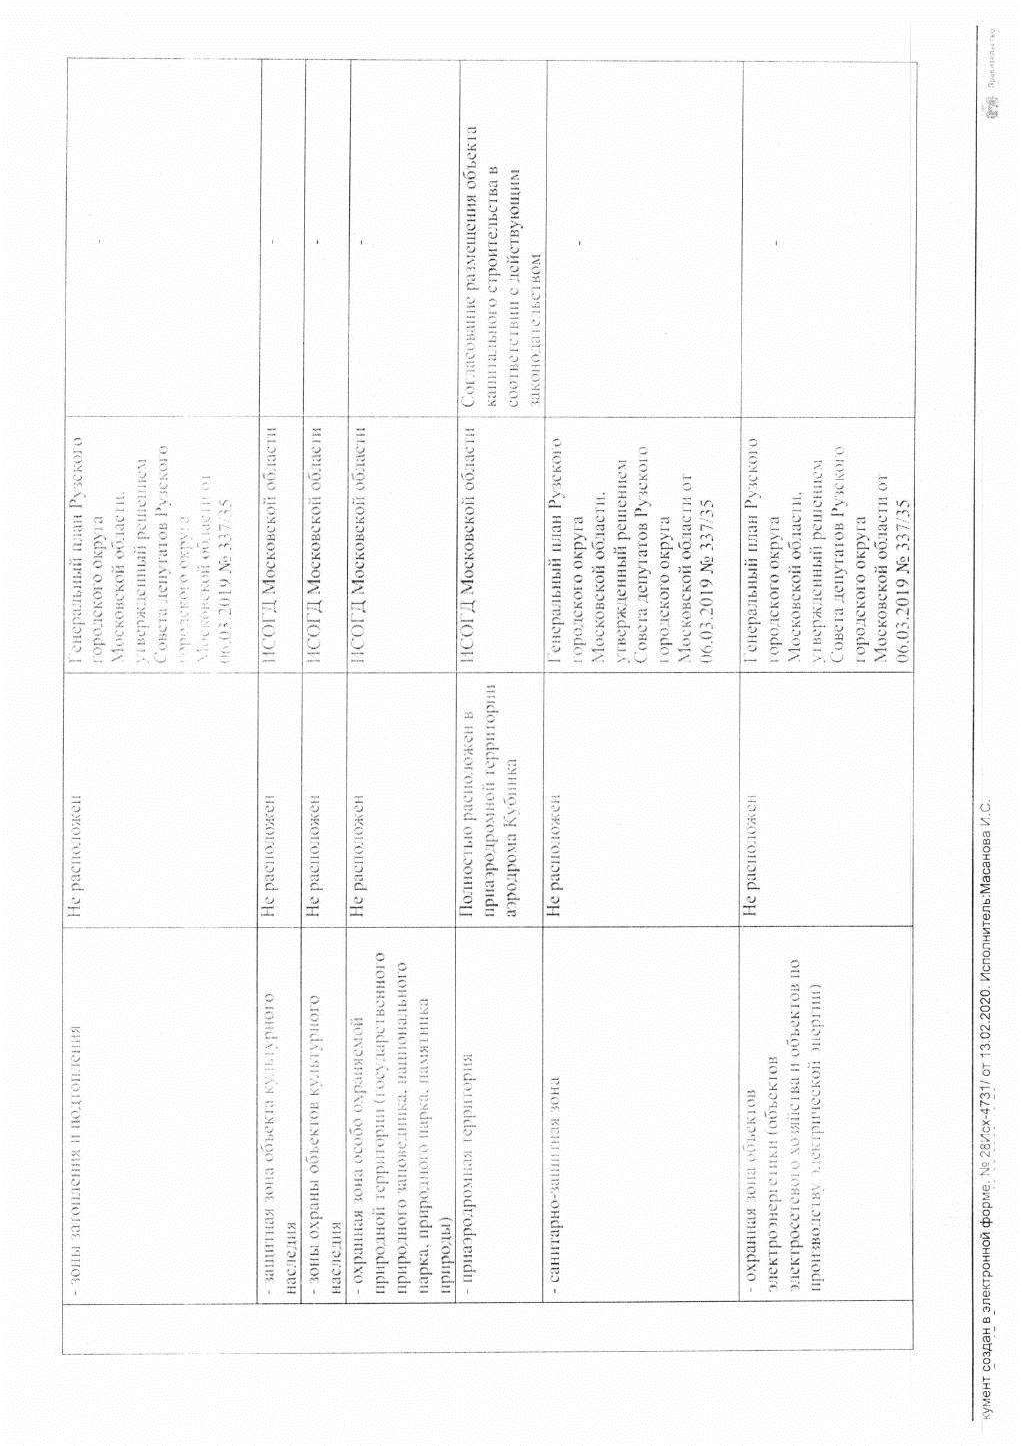 - зоны затопления и подтопления
Не расположен
Генеральный план Рузского
городского округа
Московской области,
утвержденный решением
Совета депутатов Рузского
городского округа
Московской области от
06.03.2019 № 337/35
-
- защитная зона объекта культурного
наследия
Не расположен
ИСОГД Московской области
-
- зоны охраны объектов культурного
наследия
Не расположен
ИСОГД Московской области
-
- охранная зона особо охраняемой
природной территории (государственного
природного заповедника, национального
парка, природного парка, памятника
природы)
Не расположен
ИСОГД Московской области
-
- приаэродромная территория
Полностью расположен в
приаэродромной территории
аэродрома Кубинка
ИСОГД Московской области
Согласование размещения объекта
капитального строительства в
соответствии с действующим
законодательством
- санитарно-защитная зона
Не расположен
Генеральный план Рузского
городского округа
Московской области,
утвержденный решением
Совета депутатов Рузского
городского округа
Московской области от
06.03.2019 № 337/35
-
- охранная зона объектов
электроэнергетики (объектов
электросетевого хозяйства и объектов по
производству электрической энергии)
Не расположен
Генеральный план Рузского
городского округа
Московской области,
утвержденный решением
Совета депутатов Рузского
городского округа
Московской области от
06.03.2019 № 337/35
-
кумент создан в электронной форме. № 28Исх-4731/ от 13.02.2020. Исполнитель:Масанова И.С.